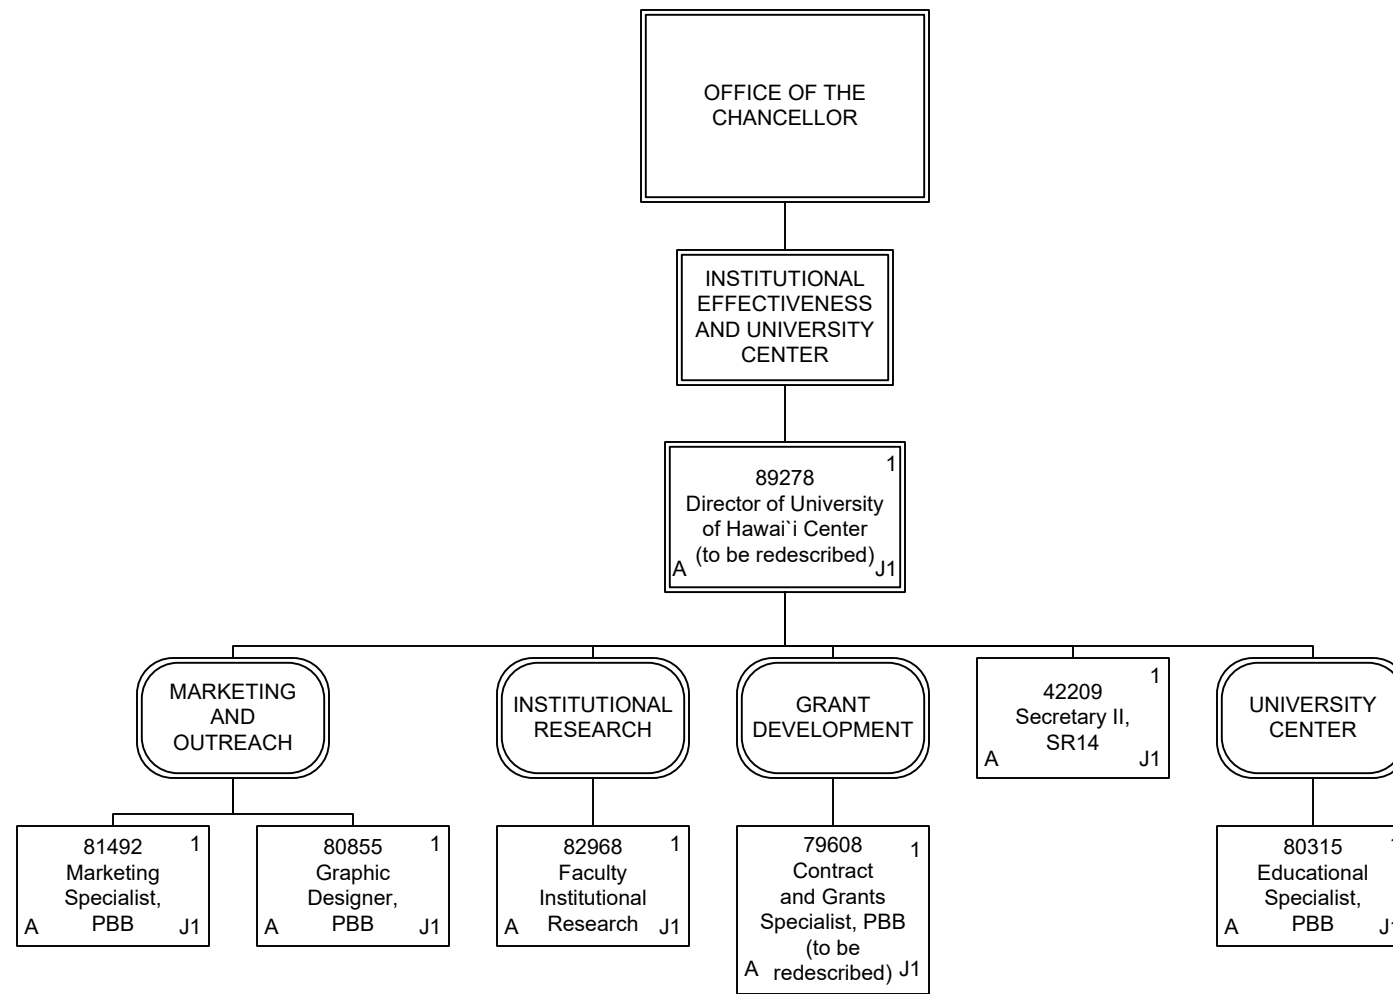 OFFICE OF THE
CHANCELLOR
INSTITUTIONAL
EFFECTIVENESS
AND UNIVERSITY
CENTER
1
89278
Director of University
of Hawai`i Center
(to be redescribed)
A J1
MARKETING
AND
OUTREACH
INSTITUTIONAL
RESEARCH
GRANT
DEVELOPMENT
1
42209
Secretary II,
SR14
A J1
UNIVERSITY
CENTER
81492 1
Marketing
Specialist,
PBB
A J1
80855 1
Graphic
Designer,
PBB
A J1
82968 1
Faculty
Institutional
Research
A J1
79608 1
Contract
and Grants
Specialist, PBB
(to be
redescribed)
A J1
80315
Educational
Specialist,
PBB
A